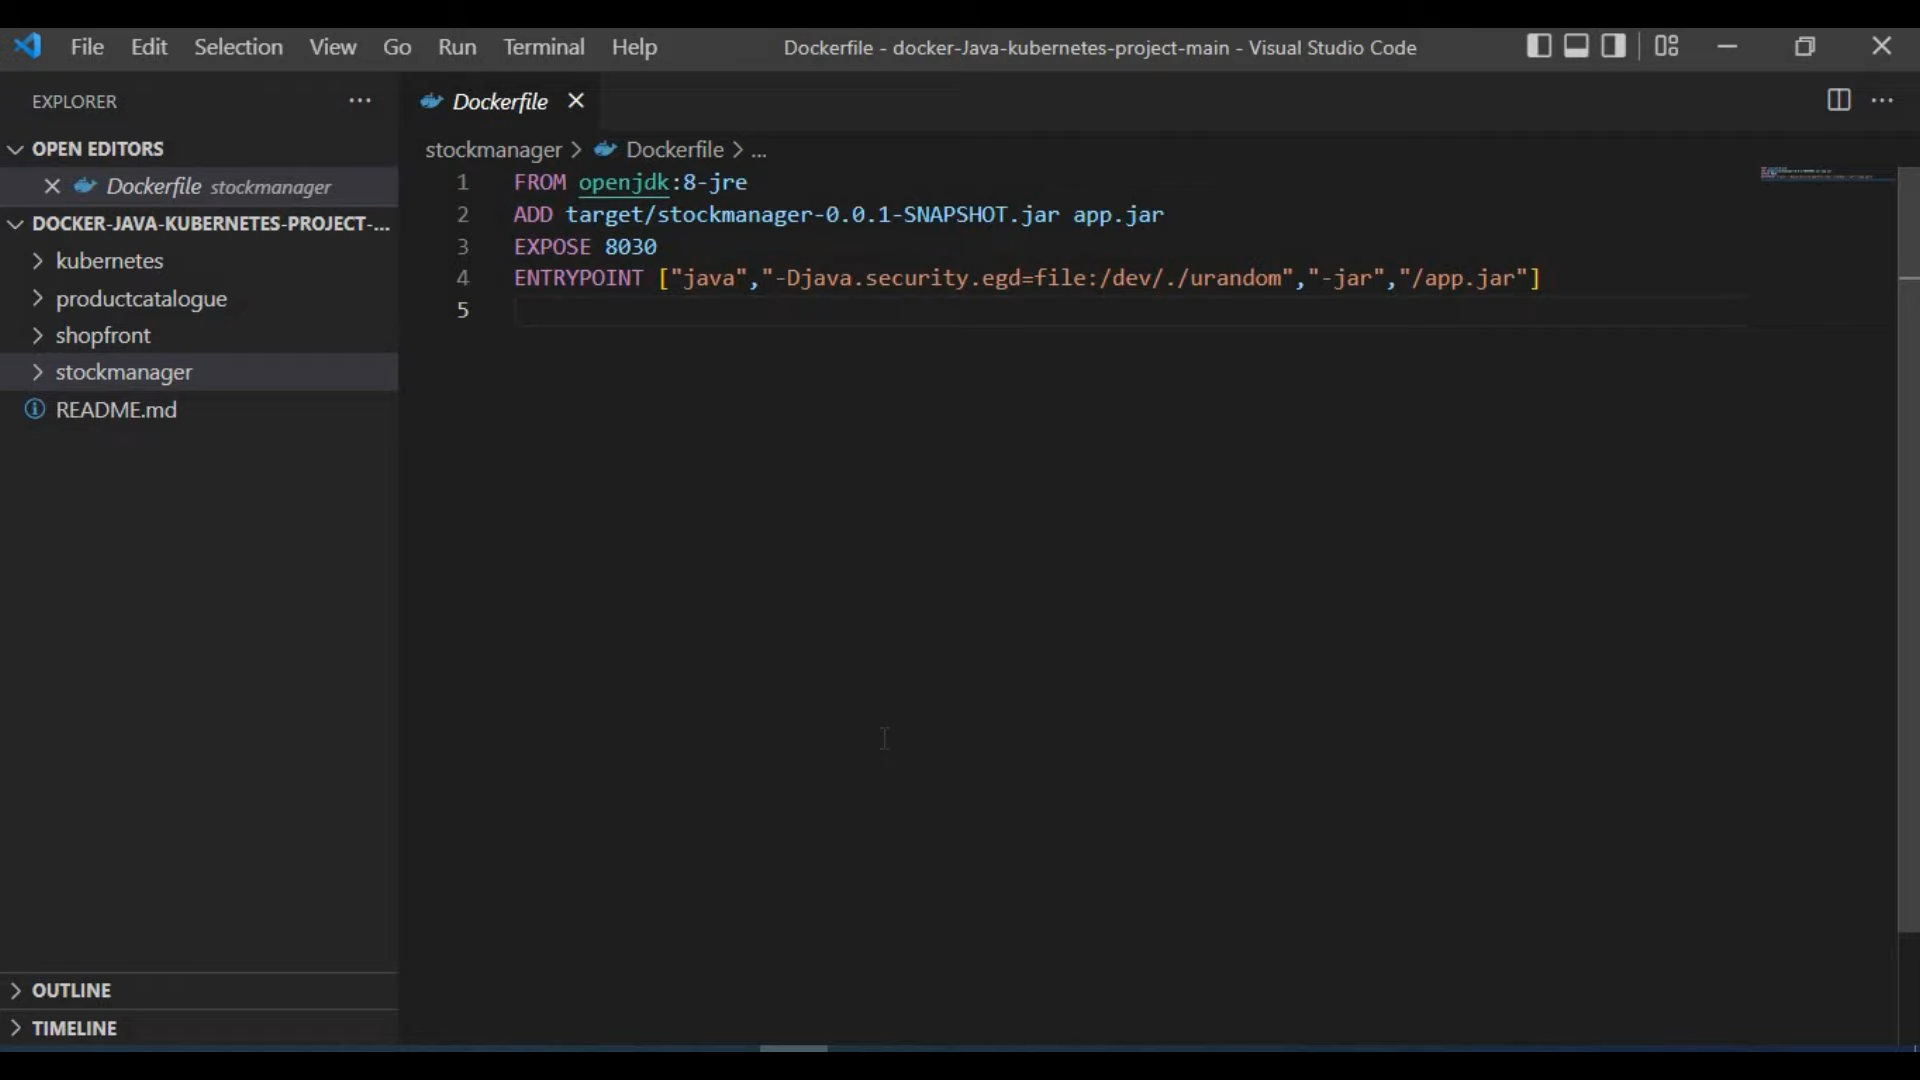 File Edit Selection View Go Run Terminal Help Dockerfile - docker-Java-kubernetes-project-main - Visual Studio Code
EXPLORER ...
Dockerfile
OPEN EDITORS
Dockerfile stockmanager
DOCKER-JAVA-KUBERNETES-PROJECT-...
kubernetes
productcatalogue
shopfront
stockmanager
README.md
OUTLINE
TIMELINE
stockmanager > Dockerfile > ...
1 FROM openjdk:8-jre
2 ADD target/stockmanager-0.0.1-SNAPSHOT.jar app.jar
3 EXPOSE 8030
4 ENTRYPOINT ["java","-Djava.security.egd=file:/dev/./urandom","-jar","/app.jar"]
5